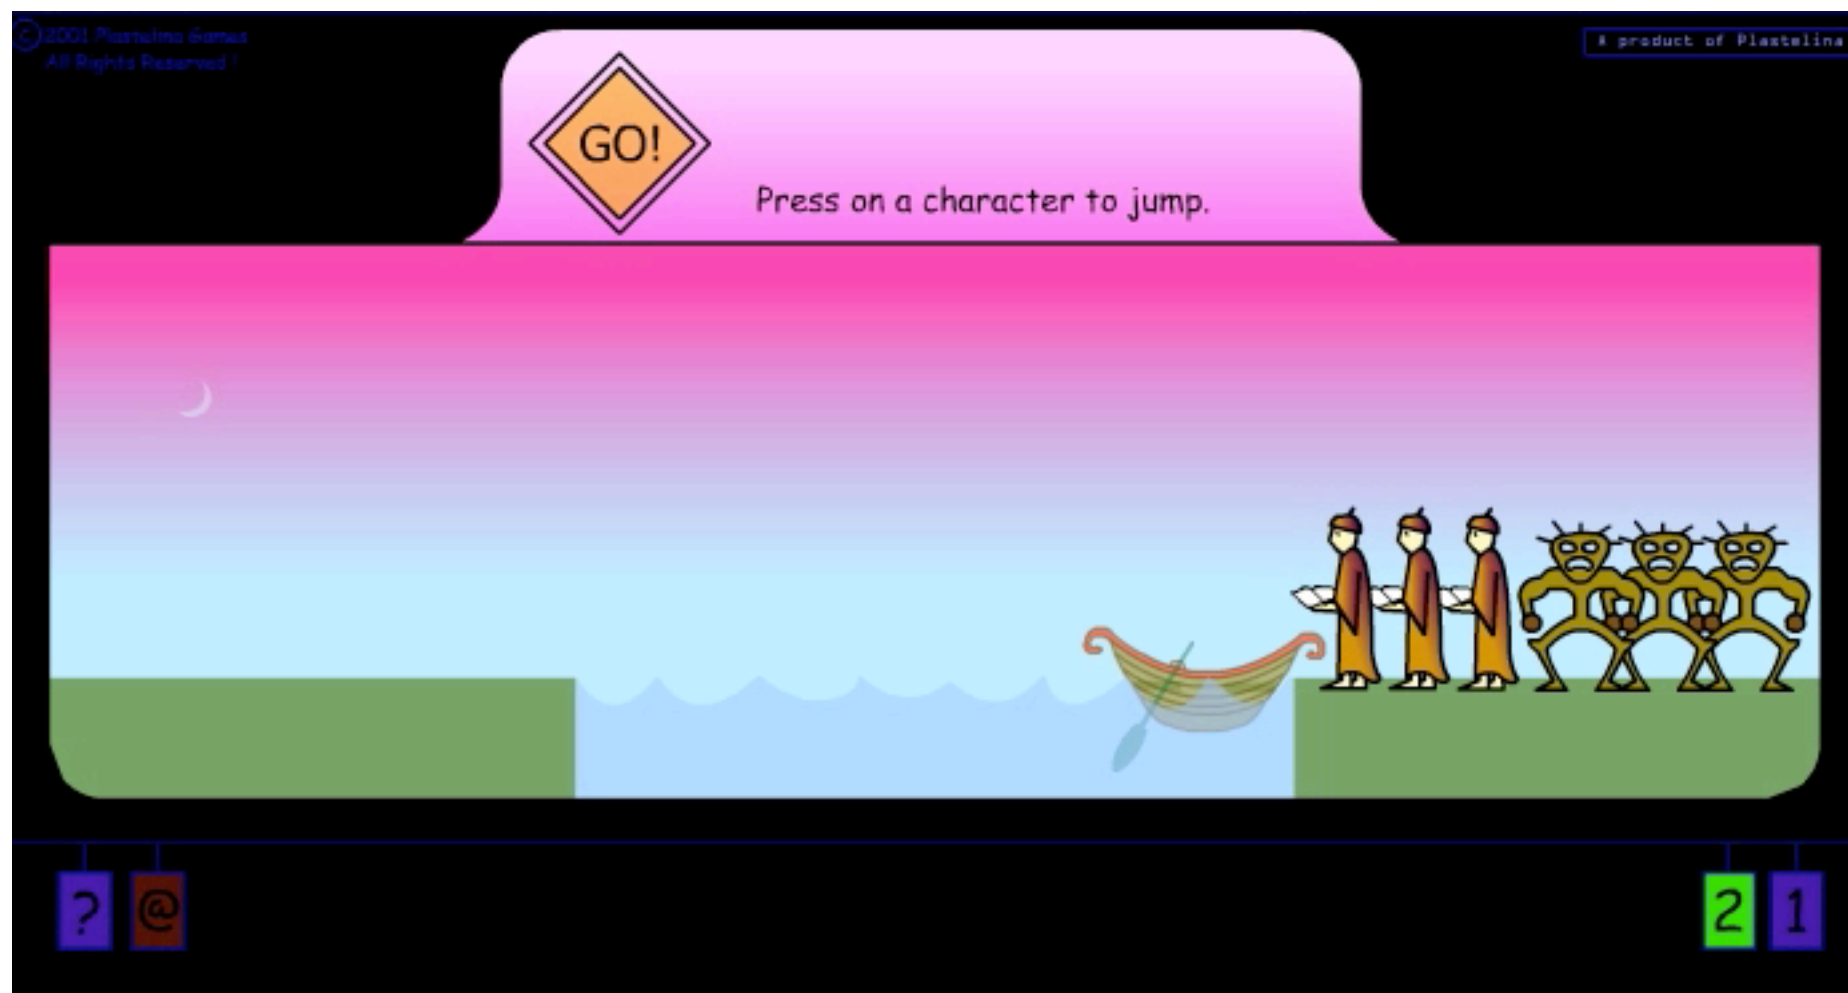 ©2001 Plastelina Games
All Rights Reserved !
A product of Plastelina
GO!
Press on a character to jump.
? @
2 1